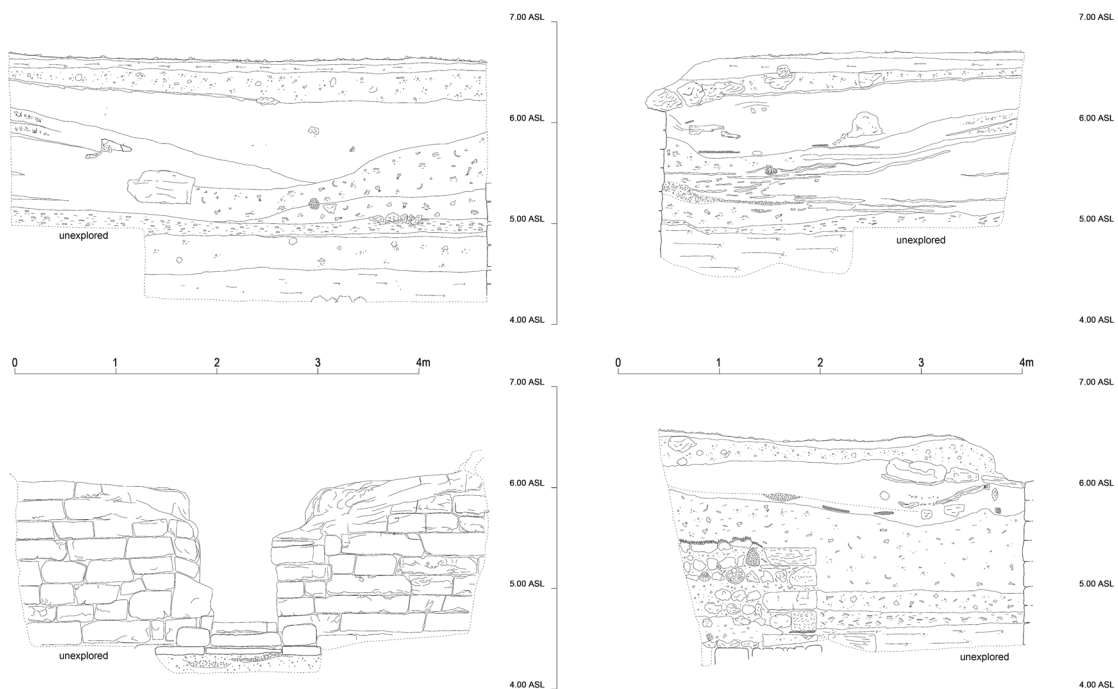 7.00 ASL
7.00 ASL
6.00 ASL
6.00 ASL
5.00 ASL
5.00 ASL
unexplored
unexplored
4.00 ASL
4.00 ASL
0 1 2 3 4m
0 1 2 3 4m
7.00 ASL
7.00 ASL
6.00 ASL
6.00 ASL
5.00 ASL
5.00 ASL
unexplored
unexplored
4.00 ASL
4.00 ASL